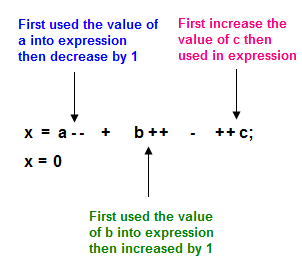 First used the value of
a into expression
then decrease by 1
First increase the
value of c then
used in expression
x = a-- + b++ - ++c;
x = 0
First used the value
of b into expression
then increased by 1